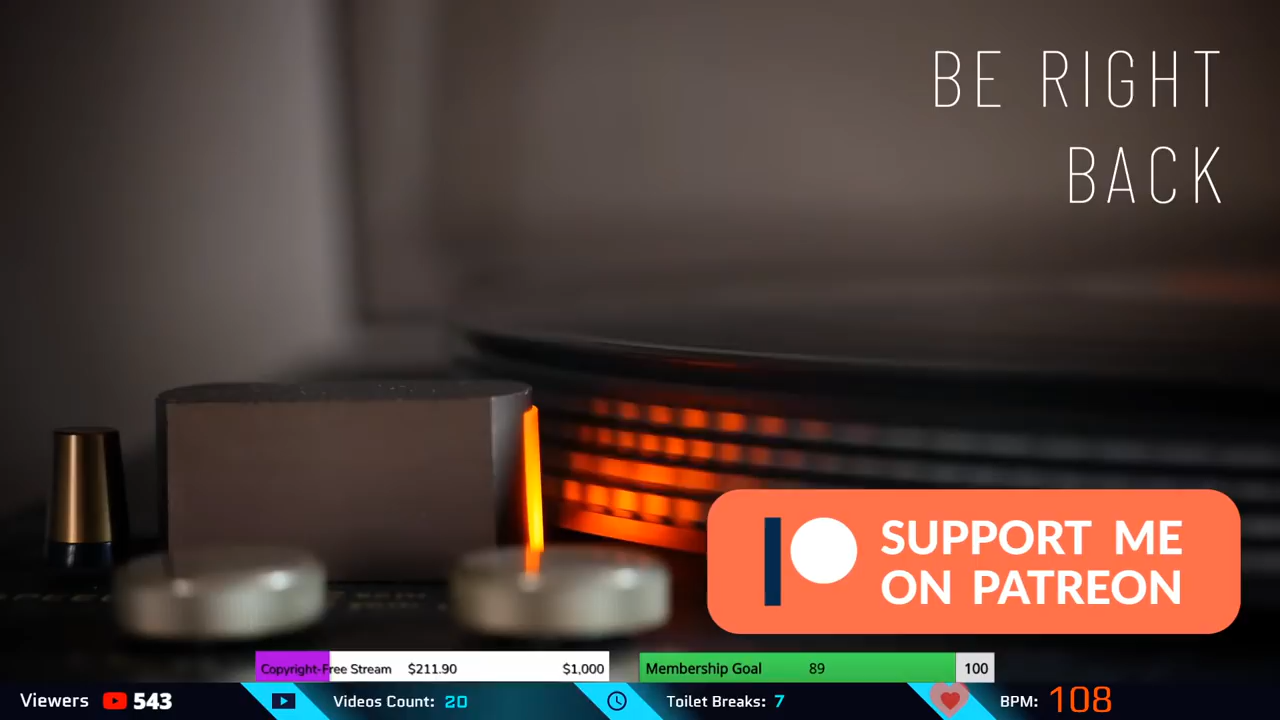 BE RIGHT
BACK
SUPPORT ME
ON PATREON
Copyright-Free Stream $211.90 $1,000
Membership Goal 89 100
Viewers 543
Videos Count: 20
Toilet Breaks: 7
BPM: 108